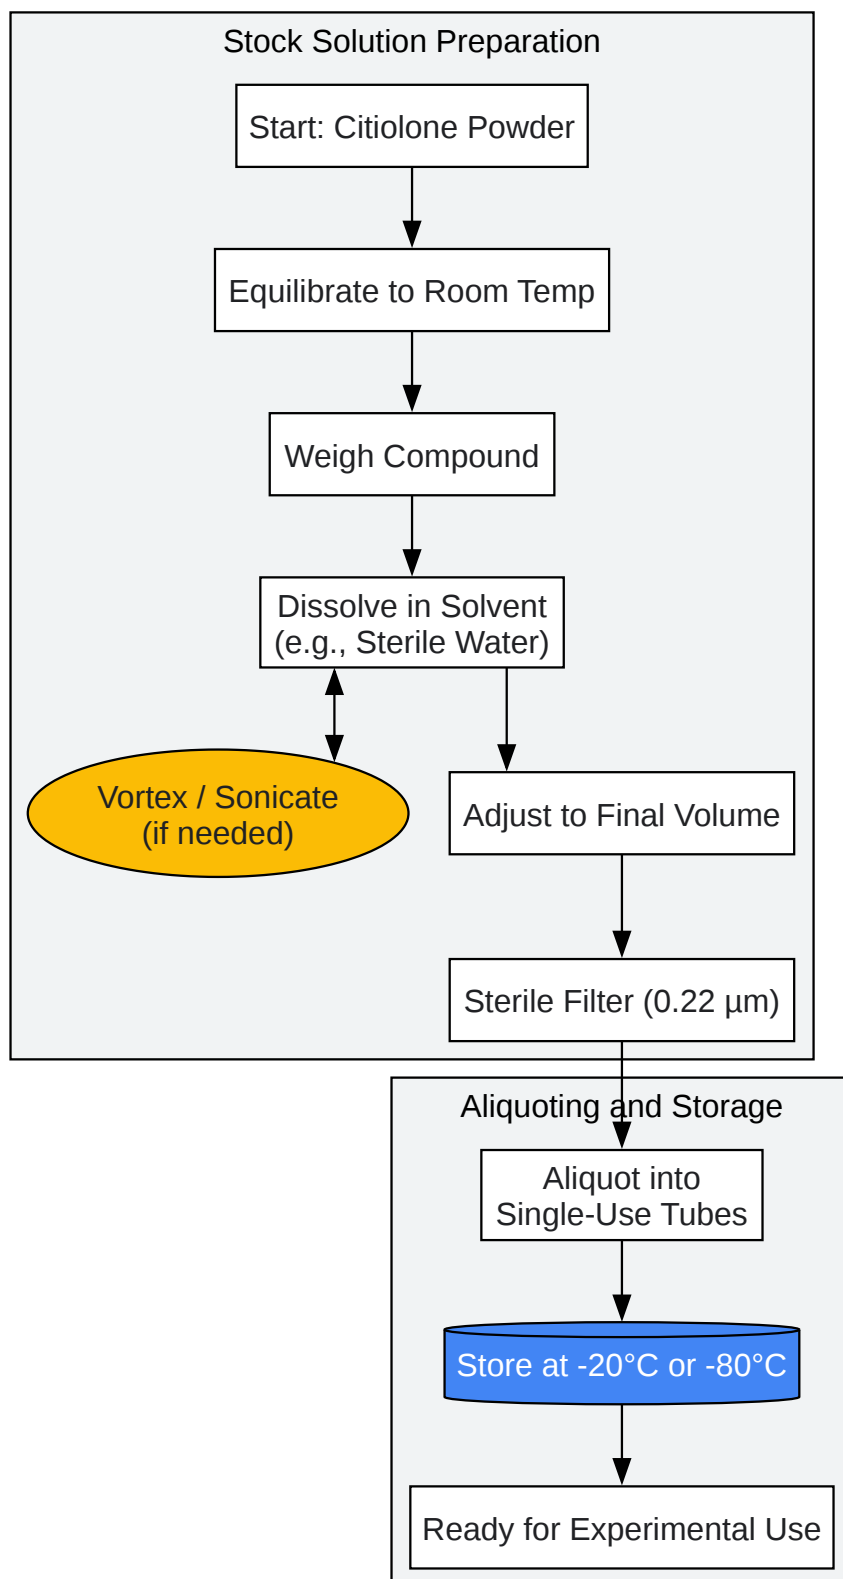 Stock Solution Preparation
Start: Citiolone Powder
Equilibrate to Room Temp
Weigh Compound
Dissolve in Solvent
(e.g., Sterile Water)
Vortex / Sonicate
(if needed)
Adjust to Final Volume
Sterile Filter (0.22 µm)
Aliquoting and Storage
Aliquot into
Single-Use Tubes
Store at -20°C or -80°C
Ready for Experimental Use